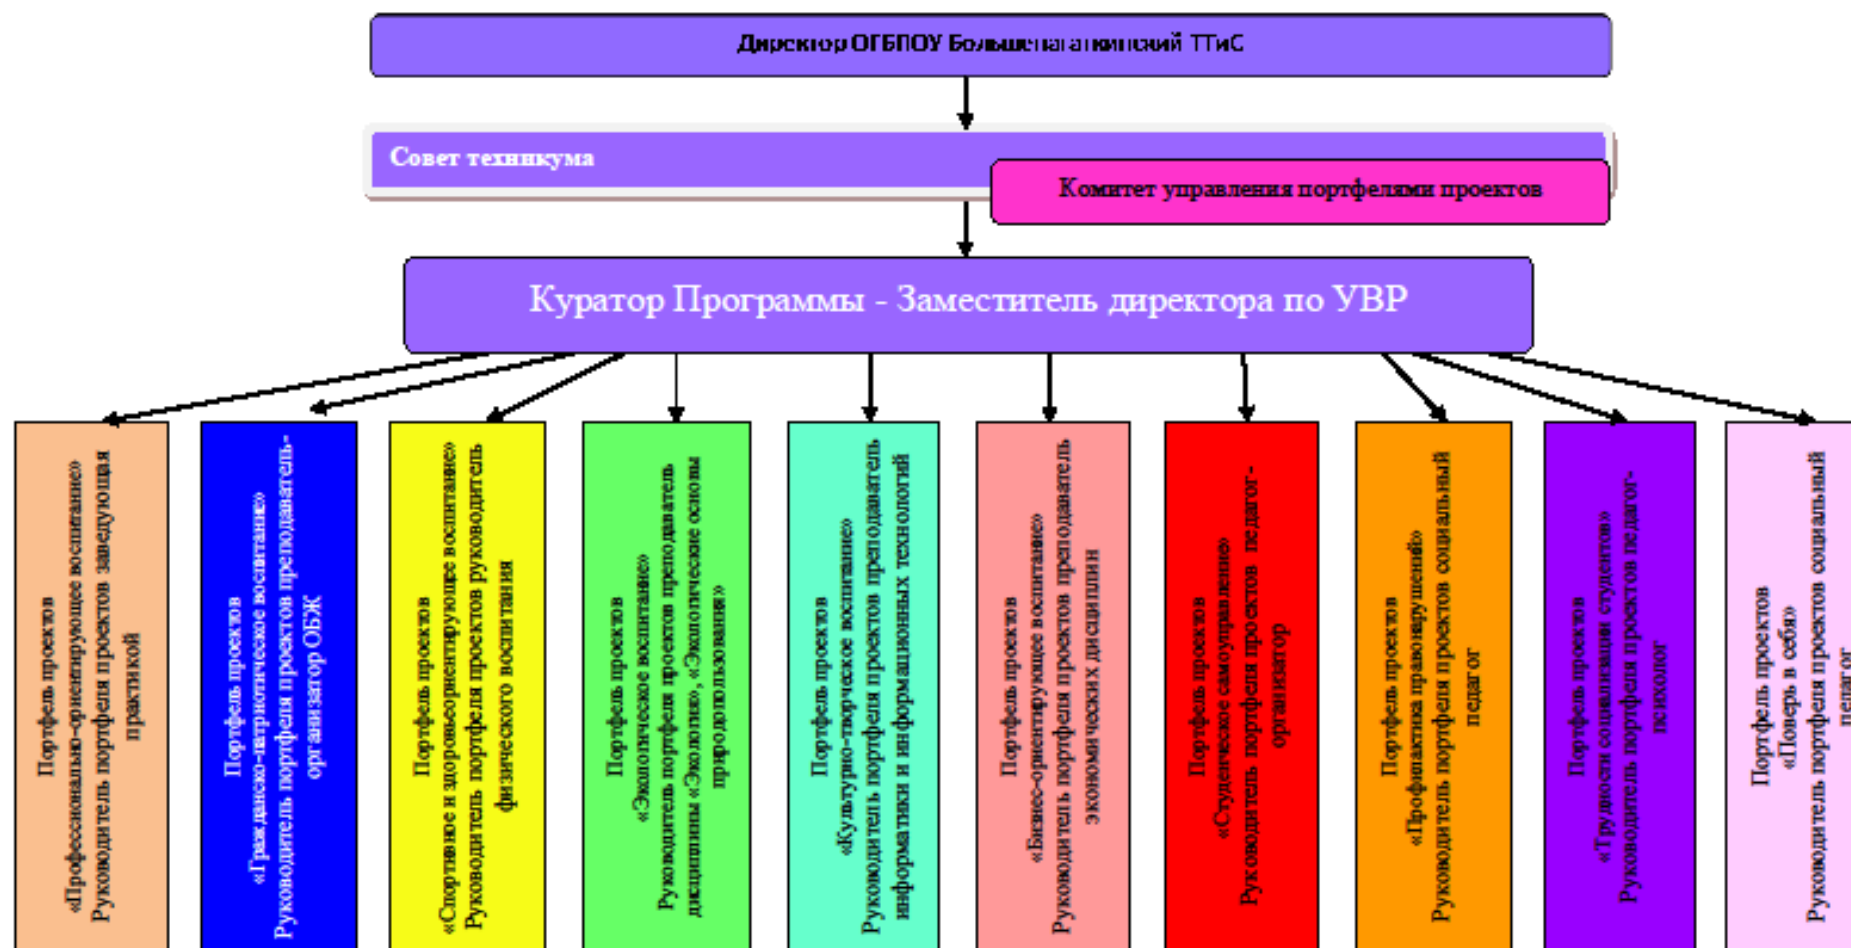 Директор ОГБПОУ Большенагаткинский ТТиС
Совет техникума
Комитет управления портфелями проектов
Куратор Программы - Заместитель директора по УВР
Портфель проектов
«Профессионально-ориентирующее воспитание»
Руководитель портфеля проектов заведующая
практикой
Портфель проектов
«Гражданско-патриотическое воспитание»
Руководитель портфеля проектов преподаватель-
организатор ОБЖ
Портфель проектов
«Спортивное и здоровьеориентирующее воспитание»
Руководитель портфеля проектов руководитель
физического воспитания
Портфель проектов
«Экологическое воспитание»
Руководитель портфеля проектов преподаватель
дисциплины «Экология», «Экологические основы
природопользования»
Портфель проектов
«Культурно-творческое воспитание»
Руководитель портфеля проектов преподаватель
информатики и информационных технологий
Портфель проектов
«Бизнес-ориентирующее воспитание»
Руководитель портфеля проектов преподаватель
экономических дисциплин
Портфель проектов
«Студенческое самоуправление»
Руководитель портфеля проектов педагог-
организатор
Портфель проектов
«Профилактика правонарушений»
Руководитель портфеля проектов социальный
педагог
Портфель проектов
«Трудности социализации студентов»
Руководитель портфеля проектов педагог-
психолог
Портфель проектов
«Поверь в себя»
Руководитель портфеля проектов социальный
педагог